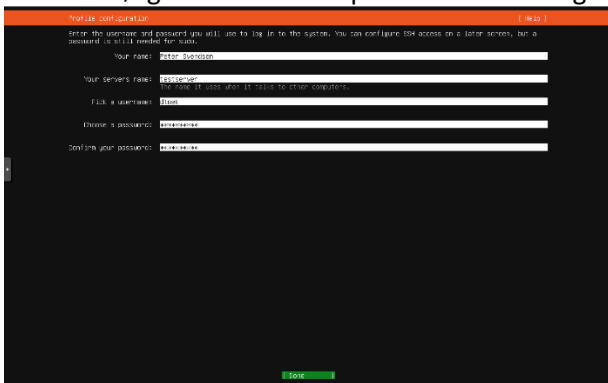 Profile configuration [ Help ]
Enter the username and password you will use to log in to the system. You can configure SSH access on a later screen, but a
password is still needed for sudo.
Your name: Peter Svendsen
Your servers name: testserver
The name it uses when it talks to other computers.
Pick a username:
Choose a password: ***********
Confirm your password: ***********
[ Done ]